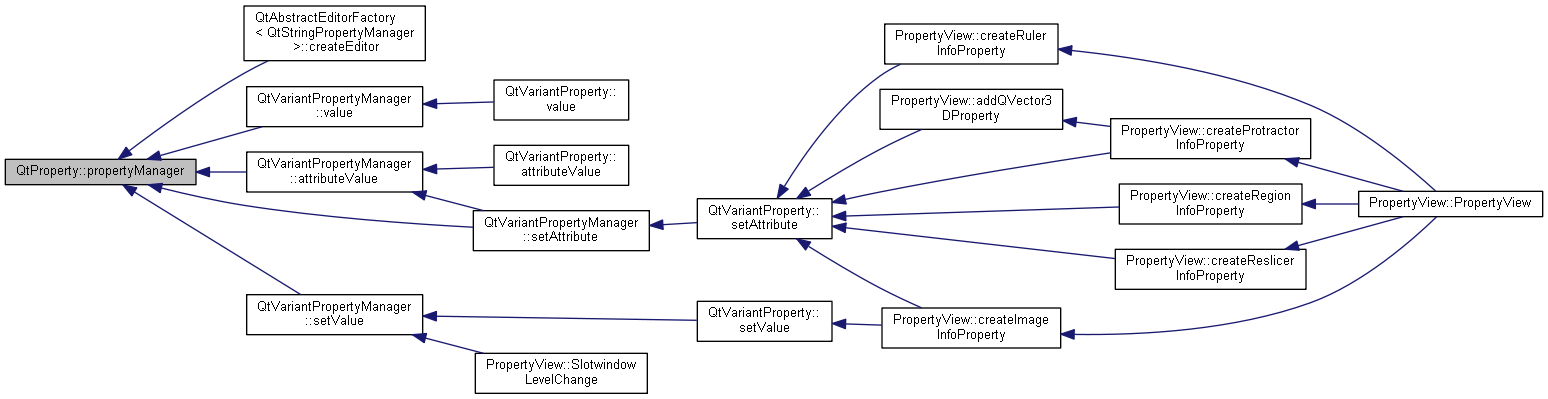 QtProperty::propertyManager
QtAbstractEditorFactory
< QtStringPropertyManager
>::createEditor
QtVariantPropertyManager
::value
QtVariantProperty::
value
QtVariantPropertyManager
::attributeValue
QtVariantProperty::
attributeValue
QtVariantPropertyManager
::setAttribute
QtVariantPropertyManager
::setValue
PropertyView::Slotwindow
LevelChange
QtVariantProperty::
setAttribute
QtVariantProperty::
setValue
PropertyView::createRuler
InfoProperty
PropertyView::addQVector3
DProperty
PropertyView::createProtractor
InfoProperty
PropertyView::createRegion
InfoProperty
PropertyView::createReslicer
InfoProperty
PropertyView::createImage
InfoProperty
PropertyView::PropertyView